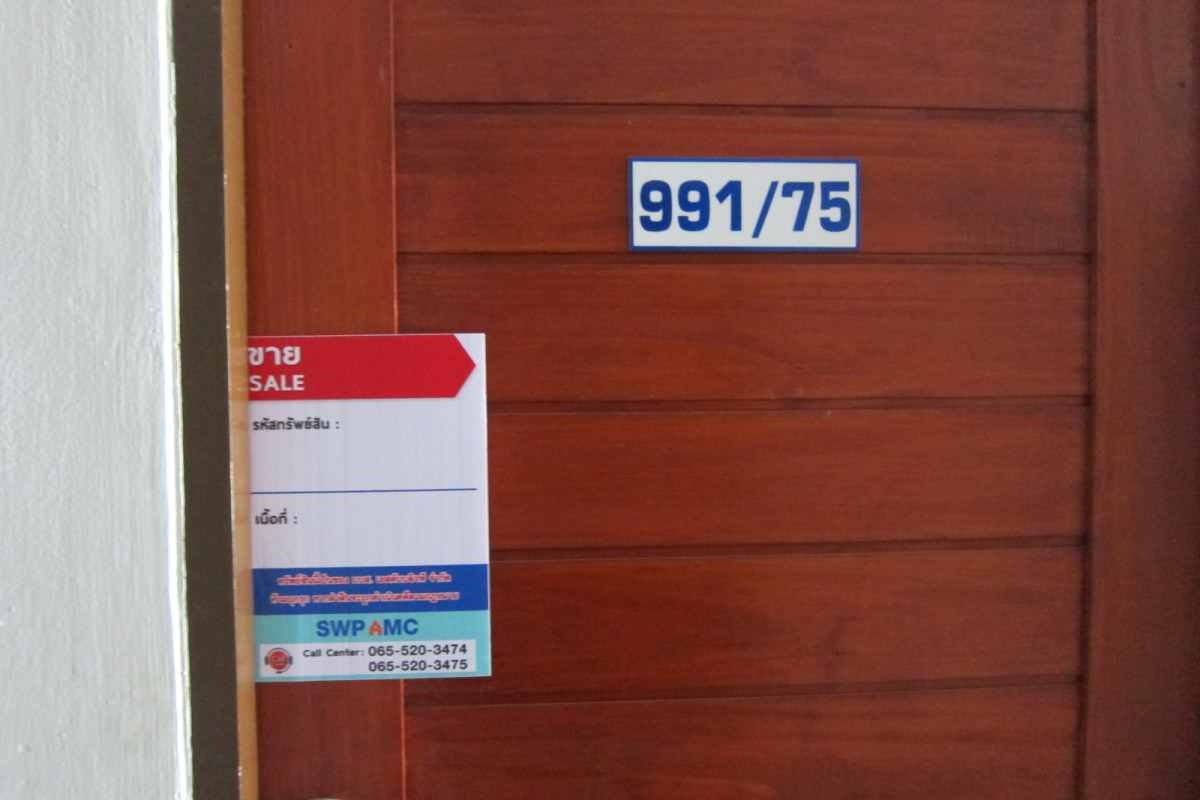 991/75
ขาย
SALE
รหัสทรัพย์สิน :
เนื้อที่ :
SWP AMC
Call Center: 065-520-3474
065-520-3475